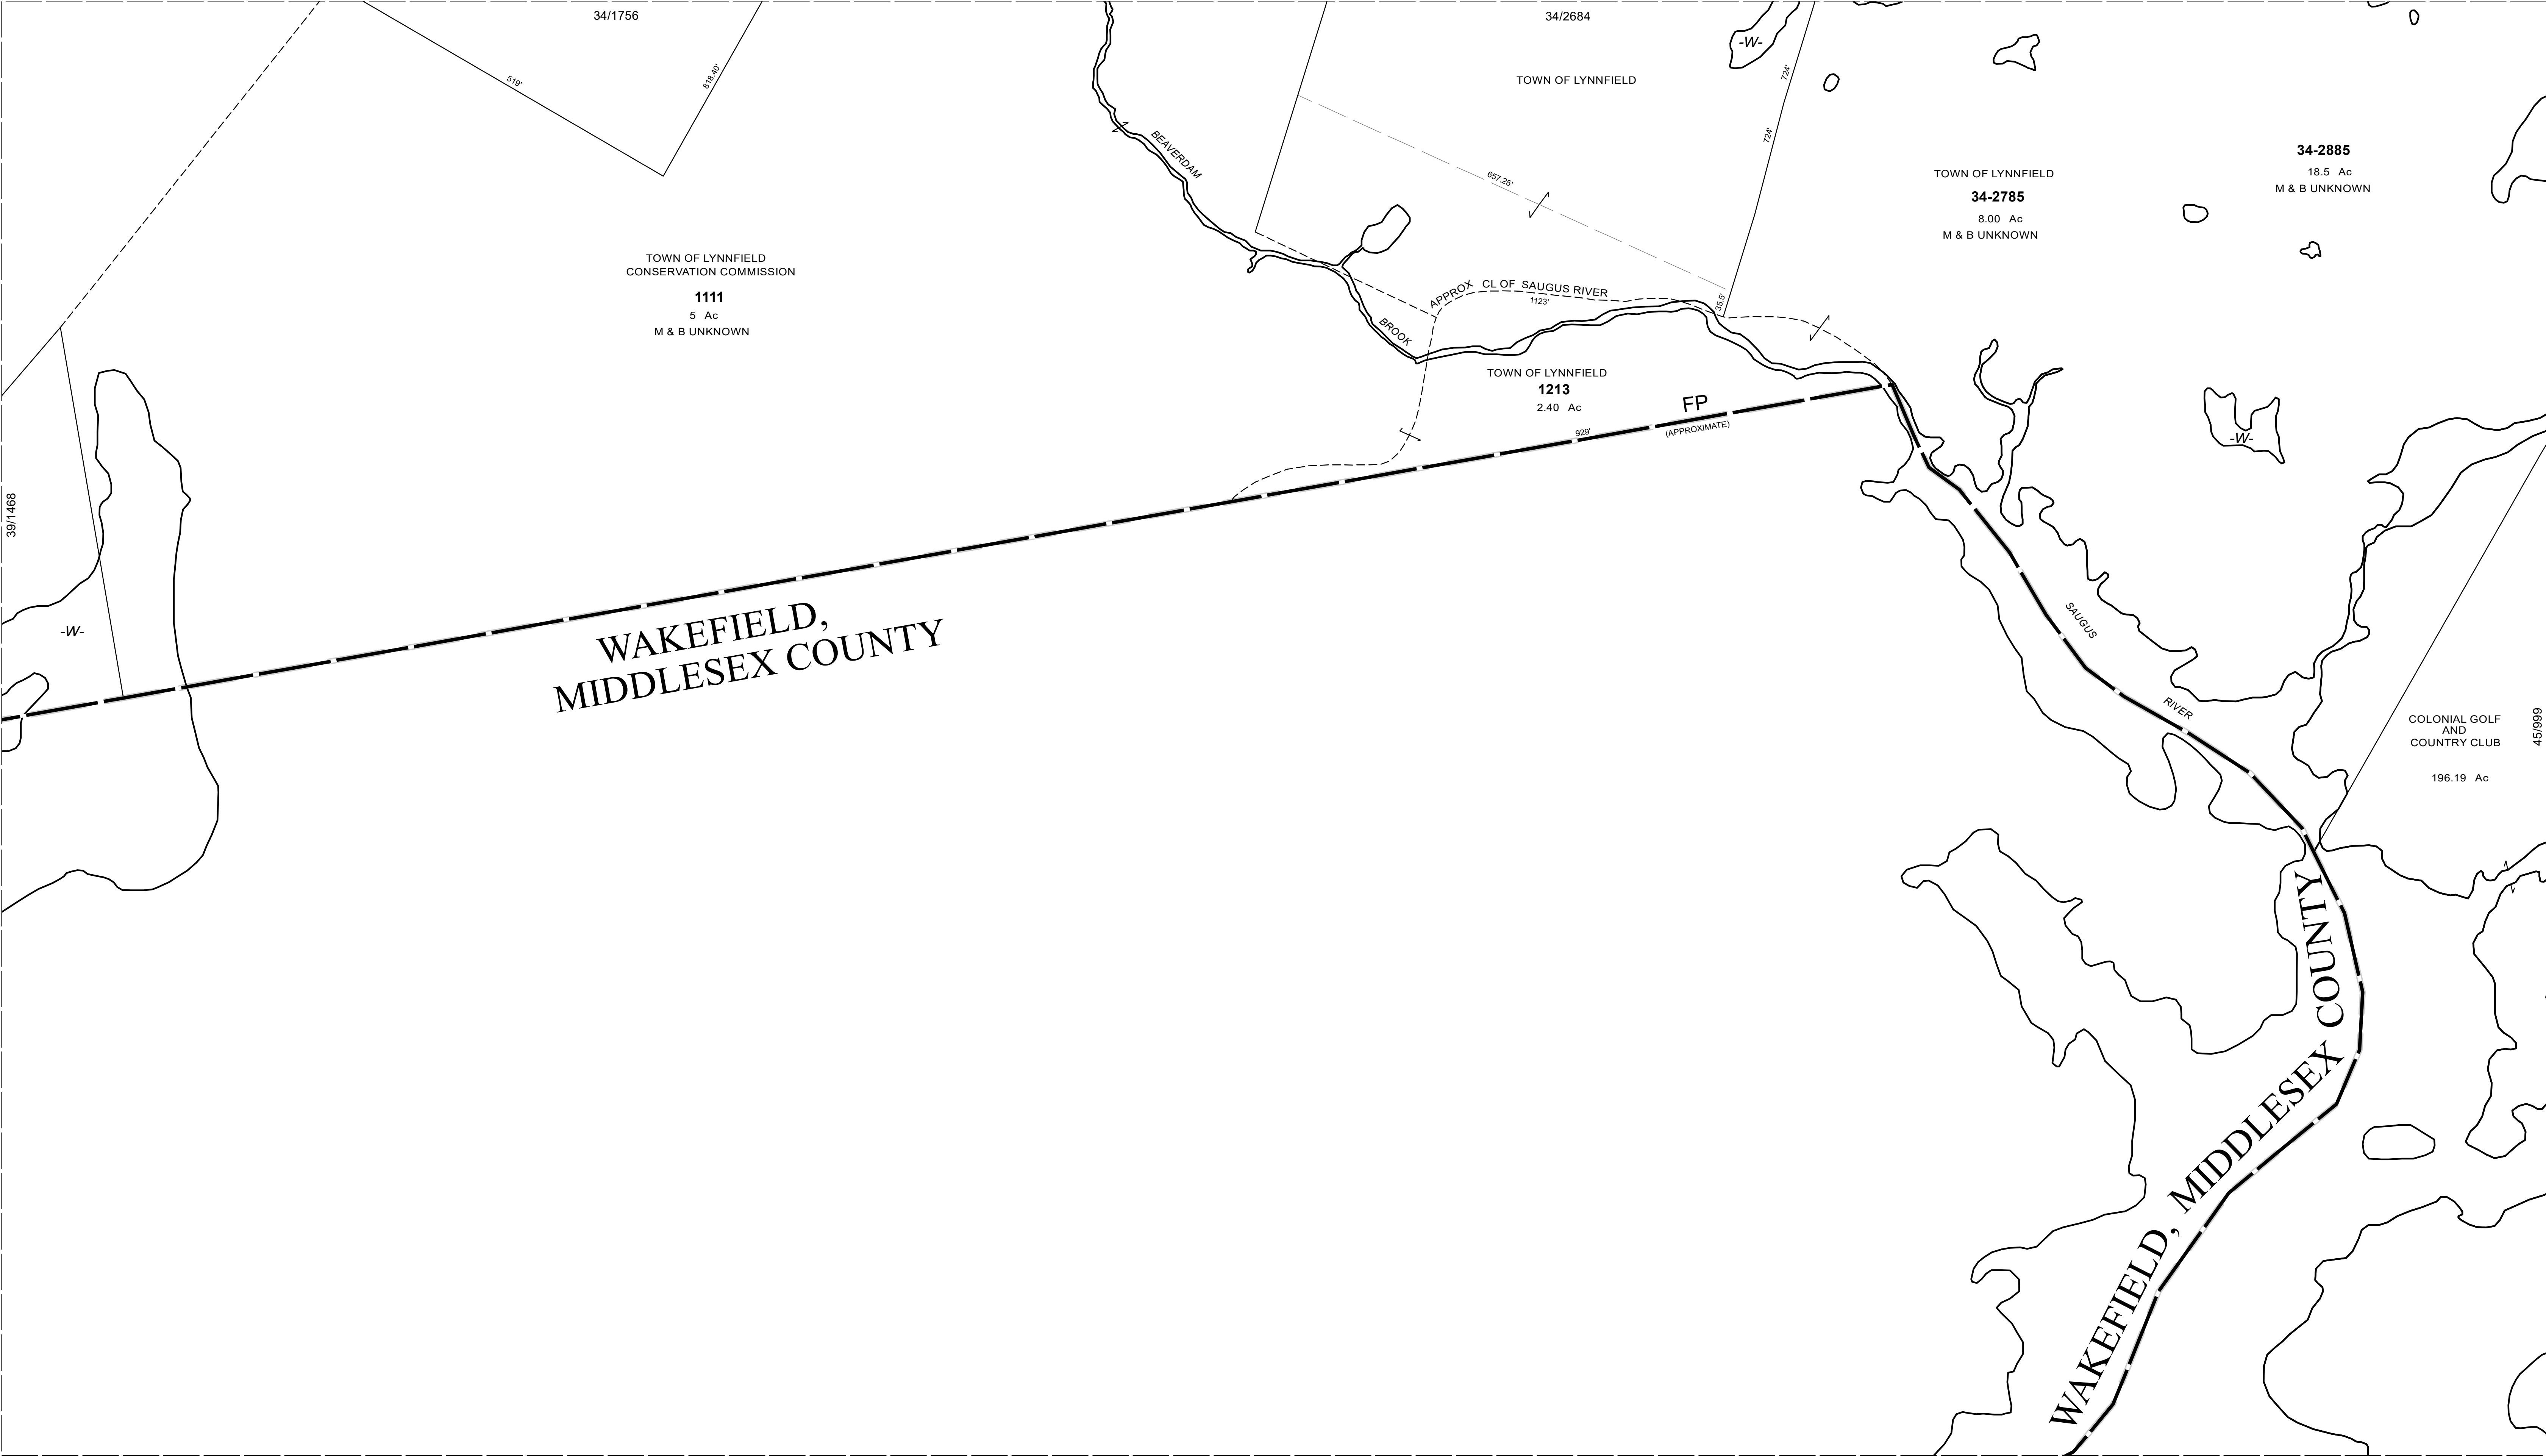 34/1756
34/2684
-W-
TOWN OF LYNNFIELD
519'
818.40'
724'
724'
BEAVERDAM
657.25'
34-2885
18.5 Ac
M & B UNKNOWN
TOWN OF LYNNFIELD
34-2785
8.00 Ac
M & B UNKNOWN
TOWN OF LYNNFIELD
CONSERVATION COMMISSION
1111
5 Ac
M & B UNKNOWN
APPROX CL OF SAUGUS RIVER
1123'
35.5'
BROOK
TOWN OF LYNNFIELD
1213
2.40 Ac
FP
929'
(APPROXIMATE)
-W-
39/1468
-W-
WAKEFIELD,
MIDDLESEX COUNTY
SAUGUS
RIVER
COLONIAL GOLF
AND
COUNTRY CLUB
196.19 Ac
45/999
WAKEFIELD, MIDDLESEX COUNTY